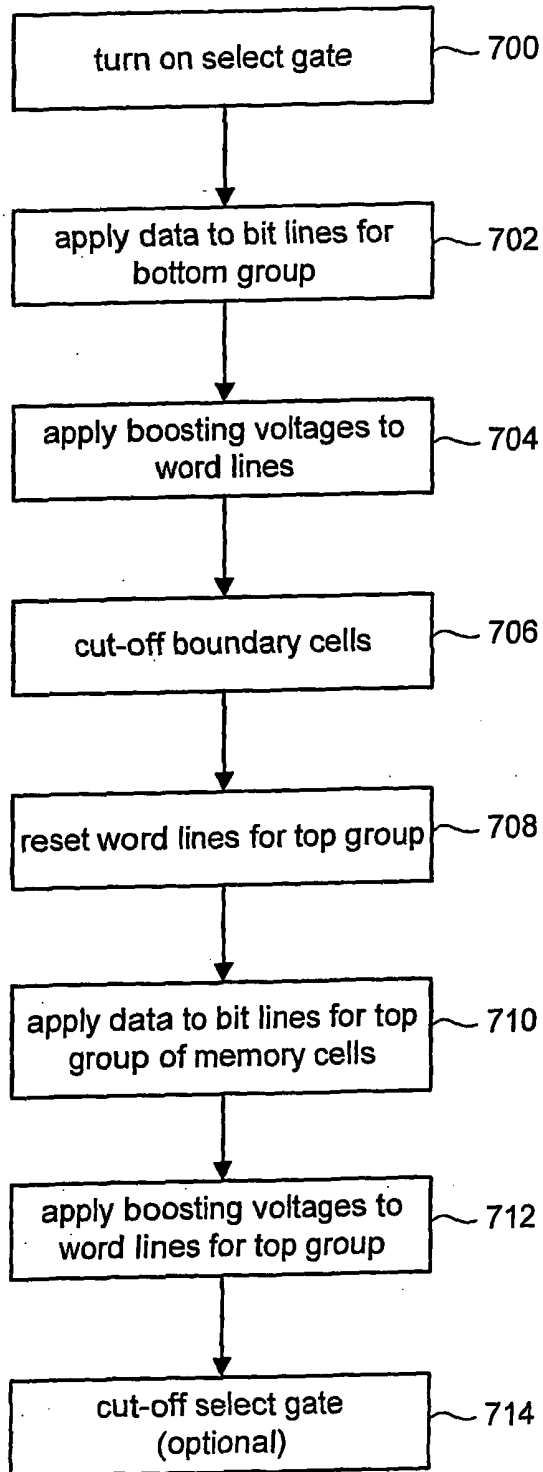 turn on select gate
700
apply data to bit lines for
bottom group
702
apply boosting voltages to
word lines
704
cut-off boundary cells
706
reset word lines for top group
708
apply data to bit lines for top
group of memory cells
710
apply boosting voltages to
word lines for top group
712
cut-off select gate
(optional)
714